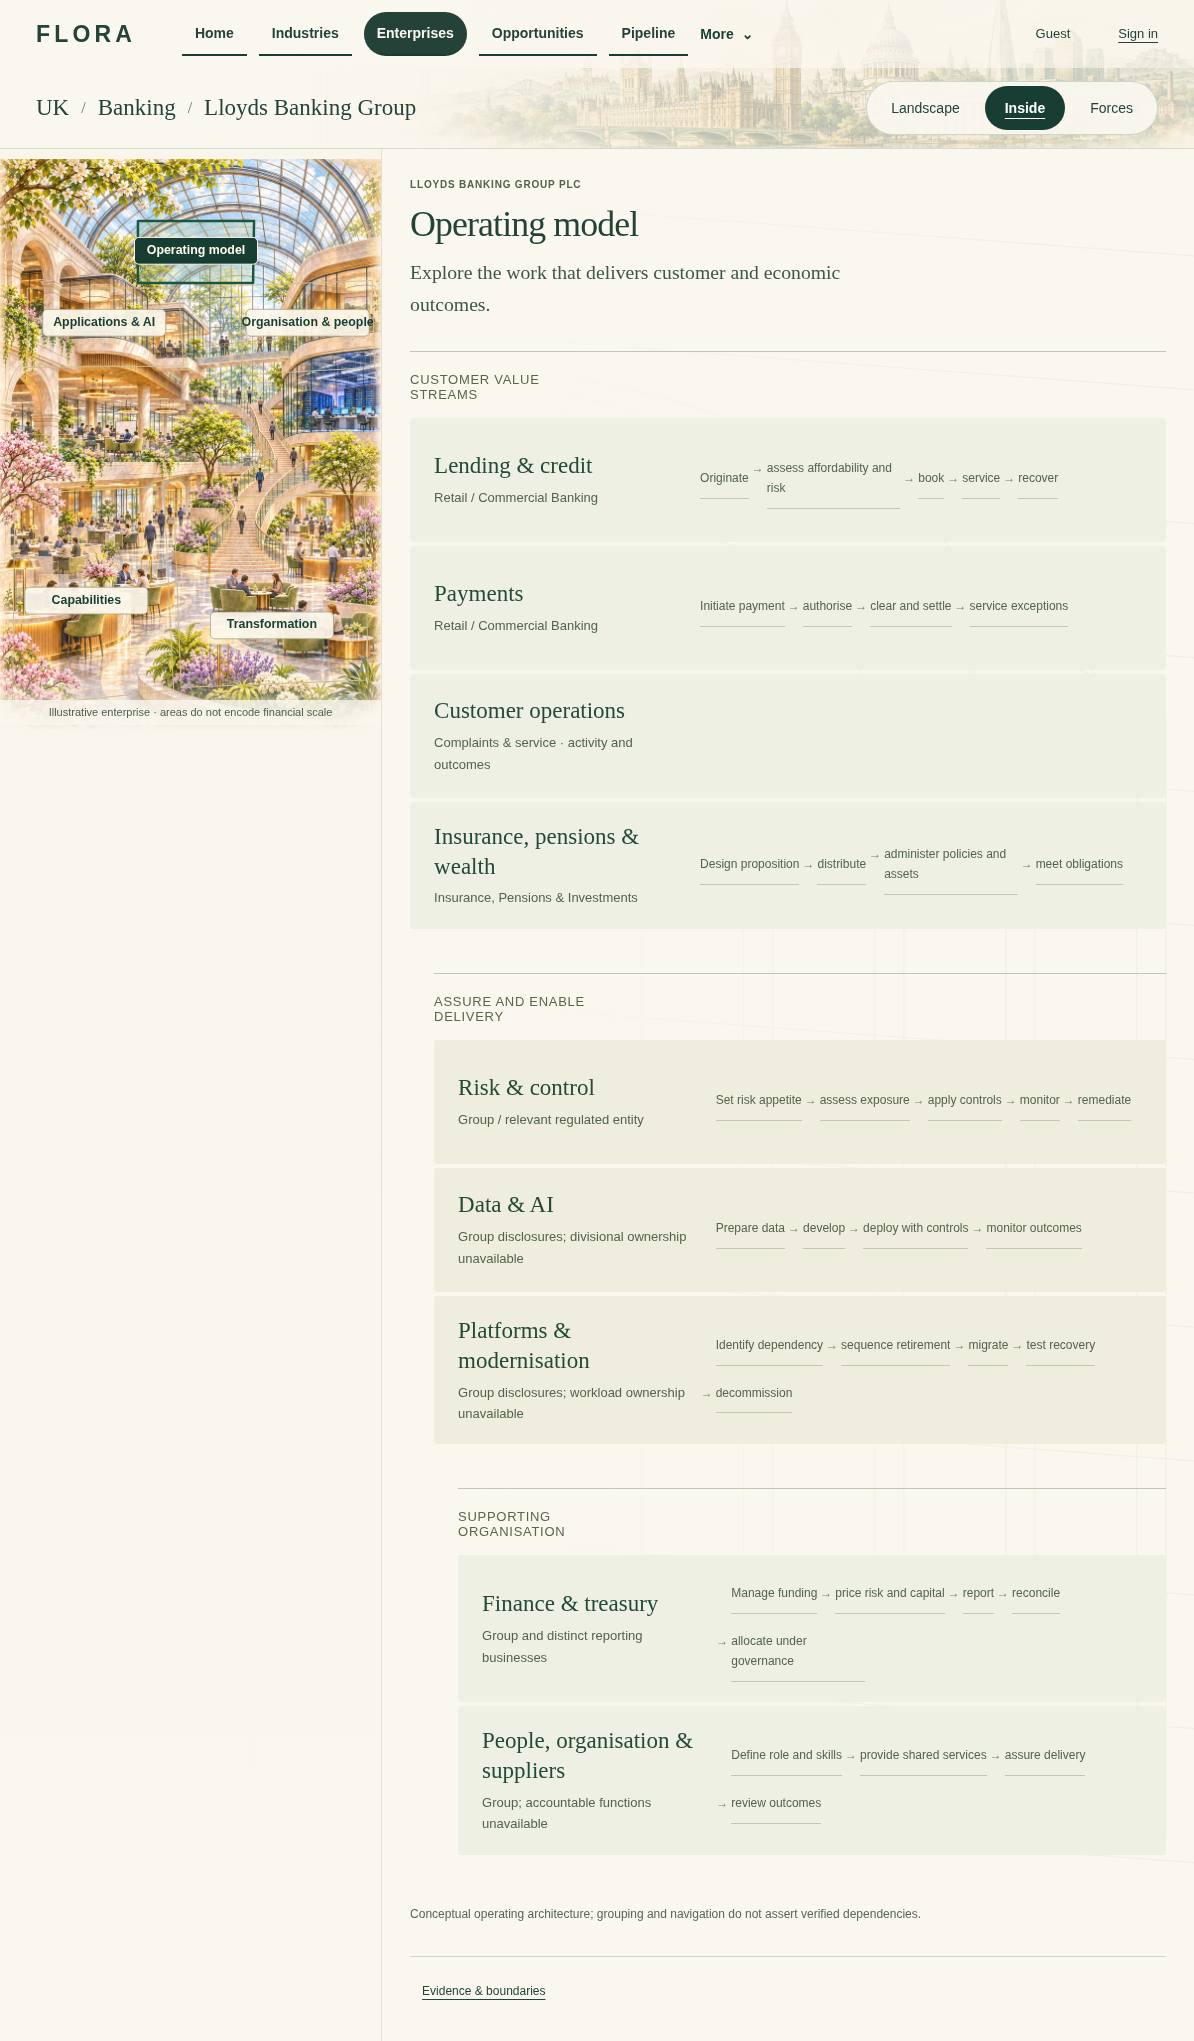 FLORA
Home
Industries
Enterprises
Opportunities
Pipeline
More
Guest
Sign in
UK / Banking / Lloyds Banking Group
Landscape
Inside
Forces
Operating model
Applications & AI
Organisation & people
Capabilities
Transformation
Illustrative enterprise · areas do not encode financial scale
LLOYDS BANKING GROUP PLC
Operating model
Explore the work that delivers customer and economic
outcomes.
CUSTOMER VALUE
STREAMS
Lending & credit
Retail / Commercial Banking
Originate → assess affordability and
risk → book → service → recover
Payments
Retail / Commercial Banking
Initiate payment → authorise → clear and settle → service exceptions
Customer operations
Complaints & service · activity and
outcomes
Insurance, pensions &
wealth
Insurance, Pensions & Investments
Design proposition → distribute → administer policies and
assets → meet obligations
ASSURE AND ENABLE
DELIVERY
Risk & control
Group / relevant regulated entity
Set risk appetite → assess exposure → apply controls → monitor → remediate
Data & AI
Group disclosures; divisional ownership
unavailable
Prepare data → develop → deploy with controls → monitor outcomes
Platforms &
modernisation
Group disclosures; workload ownership
unavailable
Identify dependency → sequence retirement → migrate → test recovery
→ decommission
SUPPORTING
ORGANISATION
Finance & treasury
Group and distinct reporting
businesses
Manage funding → price risk and capital → report → reconcile
→ allocate under
governance
People, organisation &
suppliers
Group; accountable functions
unavailable
Define role and skills → provide shared services → assure delivery
→ review outcomes
Conceptual operating architecture; grouping and navigation do not assert verified dependencies.
Evidence & boundaries